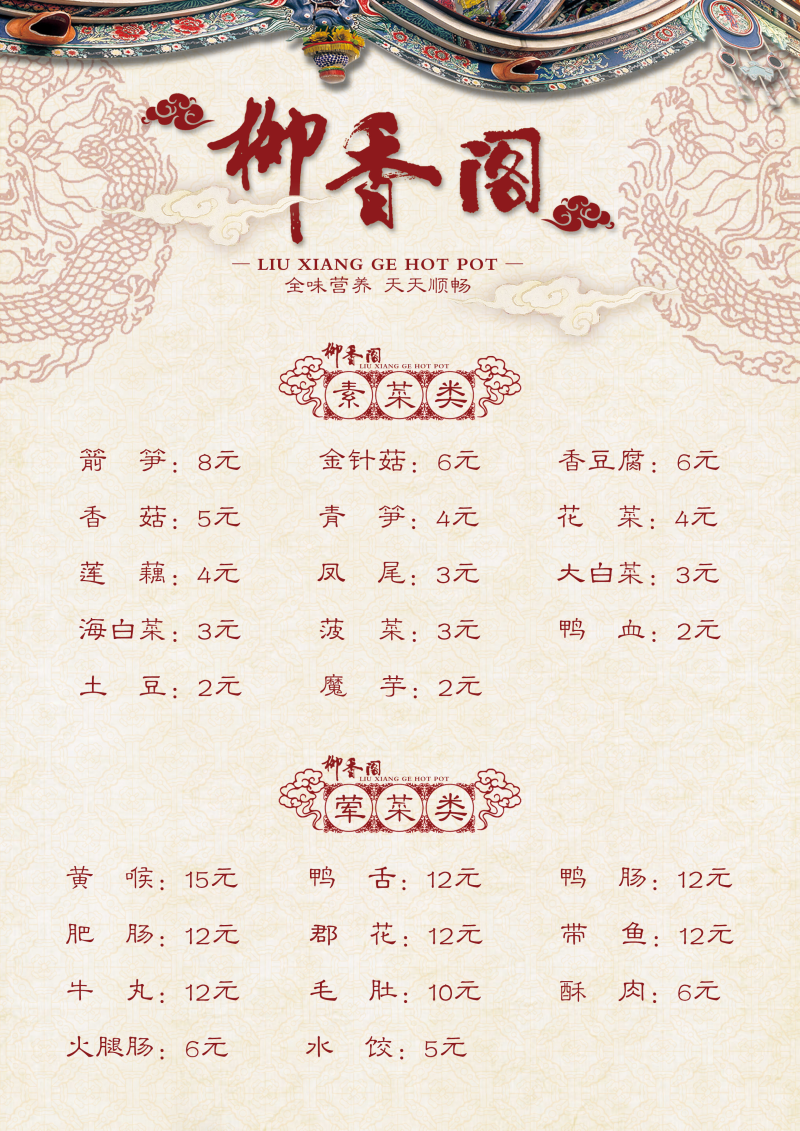 柳香阁
LIU XIANG GE HOT POT
全味营养 天天顺畅
柳香阁
LIU XIANG GE HOT POT
素菜类
箭笋：8元 金针菇：6元 香豆腐：6元
香菇：5元 青笋：4元 花菜：4元
莲藕：4元 凤尾：3元 大白菜：3元
海白菜：3元 菠菜：3元 鸭血：2元
土豆：2元 魔芋：2元
柳香阁
LIU XIANG GE HOT POT
荤菜类
黄喉：15元 鸭舌：12元 鸭肠：12元
肥肠：12元 郡花：12元 带鱼：12元
牛丸：12元 毛肚：10元 酥肉：6元
火腿肠：6元 水饺：5元